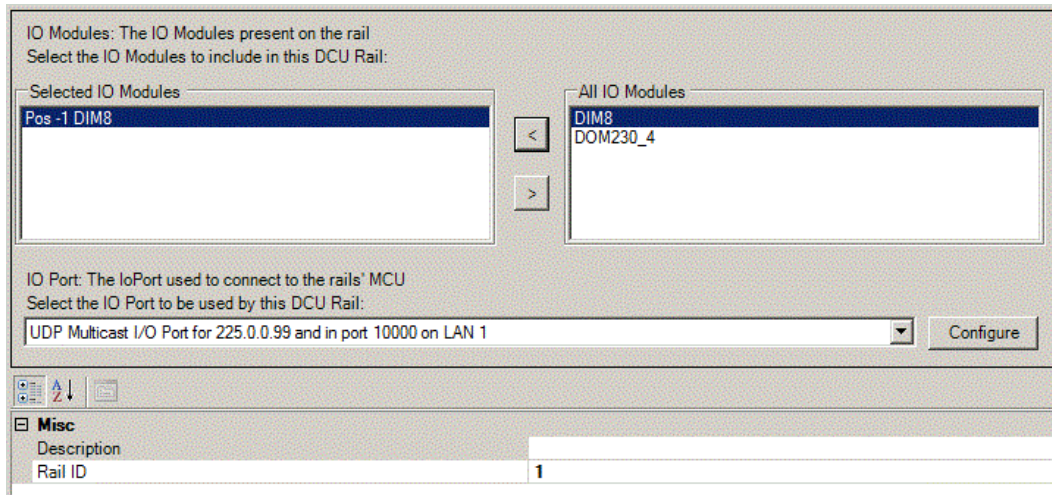 IO Modules: The IO Modules present on the rail
Select the IO Modules to include in this DCU Rail:
Selected IO Modules
Pos -1 DIM8
<
>
All IO Modules
DIM8
DOM230_4
IO Port: The IoPort used to connect to the rails' MCU
Select the IO Port to be used by this DCU Rail:
UDP Multicast I/O Port for 225.0.0.99 and in port 10000 on LAN 1
Configure
A
Z
Misc
Description
Rail ID 1